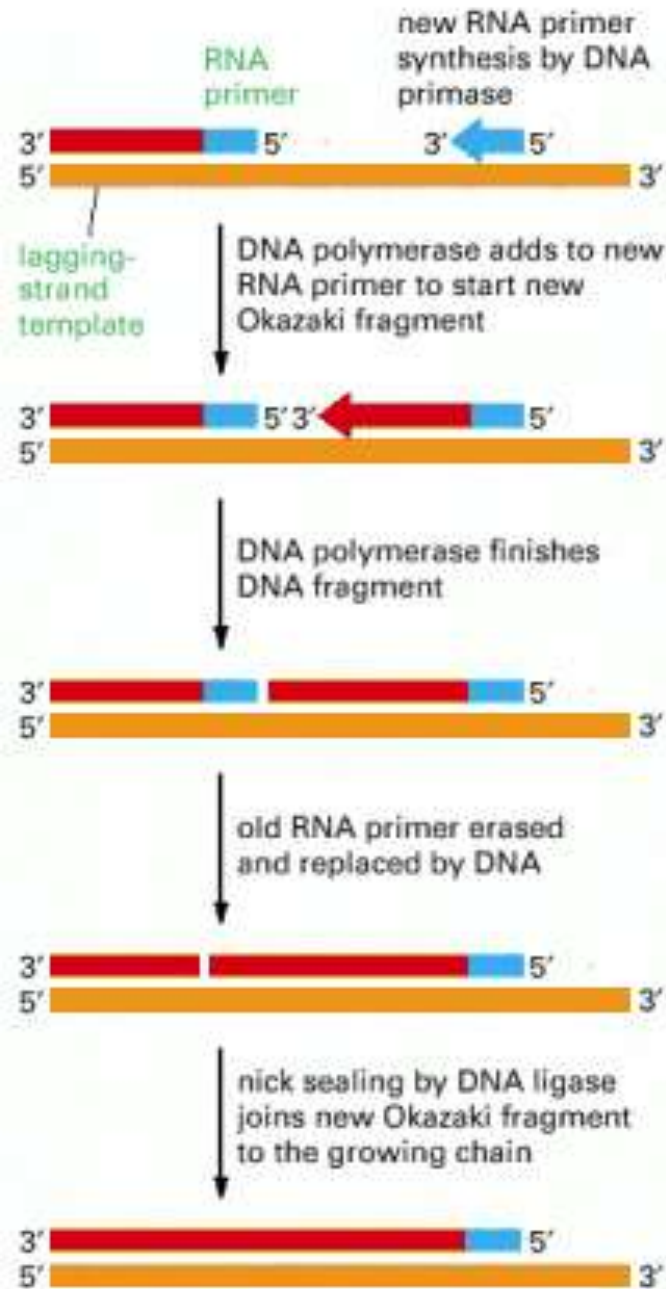 new RNA primer
synthesis by DNA
primase
RNA
primer
3′ 5′ 3′ 5′
5′ 3′
lagging-
strand
template
DNA polymerase adds to new
RNA primer to start new
Okazaki fragment
3′ 5′ 3′ 5′
5′ 3′
DNA polymerase finishes
DNA fragment
3′ 5′
5′ 3′
old RNA primer erased
and replaced by DNA
3′ 5′
5′ 3′
nick sealing by DNA ligase
joins new Okazaki fragment
to the growing chain
3′ 5′
5′ 3′